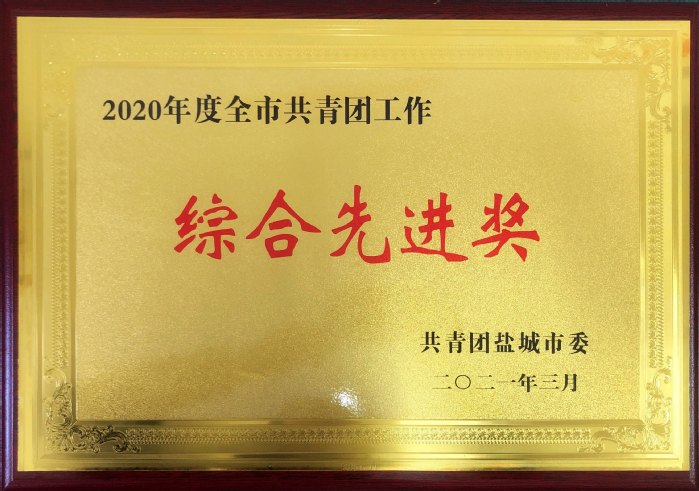 2020年度全市共青团工作
综合先进奖
共青团盐城市委
二〇二一年三月